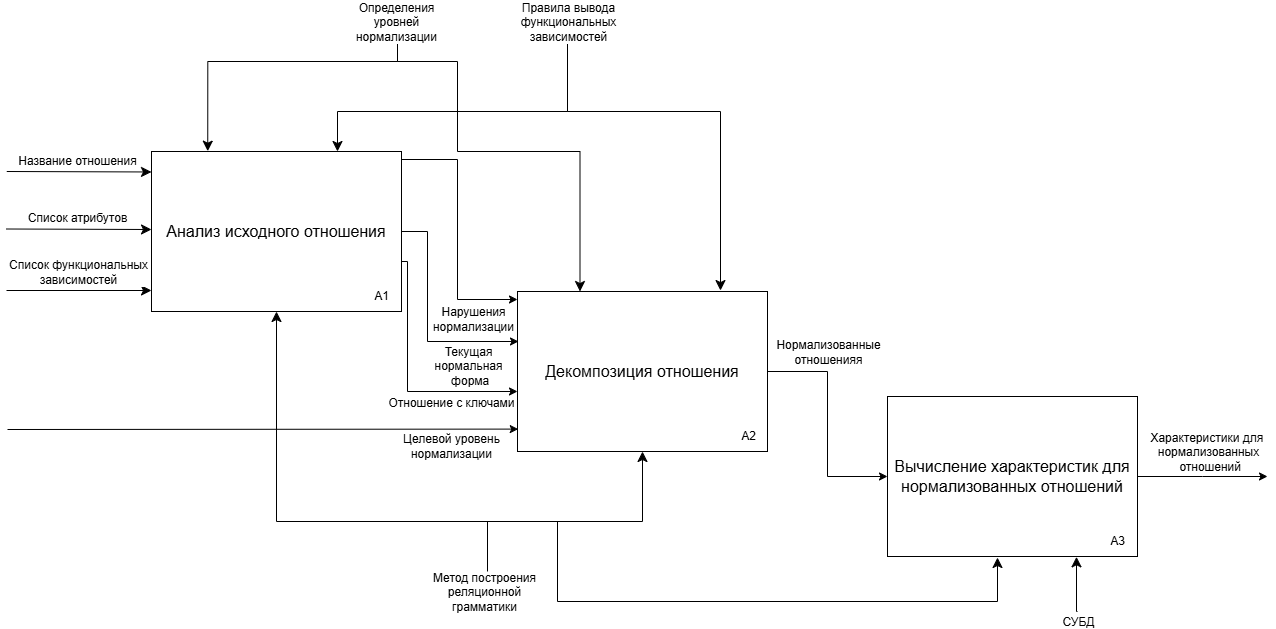 Определения
уровней
нормализации
Правила вывода
функциональных
зависимостей
Название отношения
Список атрибутов
Список функциональных
зависимостей
Анализ исходного отношения
A1
Нарушения
нормализации
Текущая
нормальная
форма
Отношение с ключами
Целевой уровень
нормализации
Декомпозиция отношения
A2
Нормализованные
отношенияя
Вычисление характеристик для
нормализованных отношений
A3
Характеристики для
нормализованных
отношений
Метод построения
реляционной
грамматики
СУБД